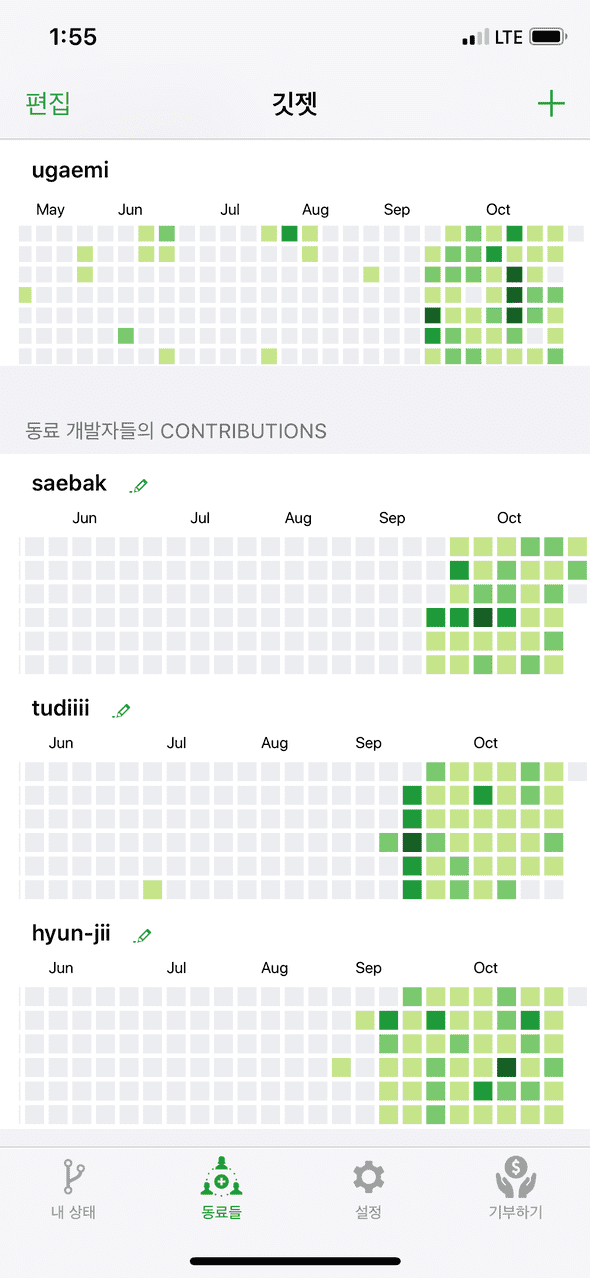 1:55 LTE
편집 깃젯
ugaemi
May Jun Jul Aug Sep Oct
동료 개발자들의 CONTRIBUTIONS
saebak
Jun Jul Aug Sep Oct
tudiiii
Jun Jul Aug Sep Oct
hyun-jii
Jun Jul Aug Sep Oct
내 상태 동료들 설정 기부하기